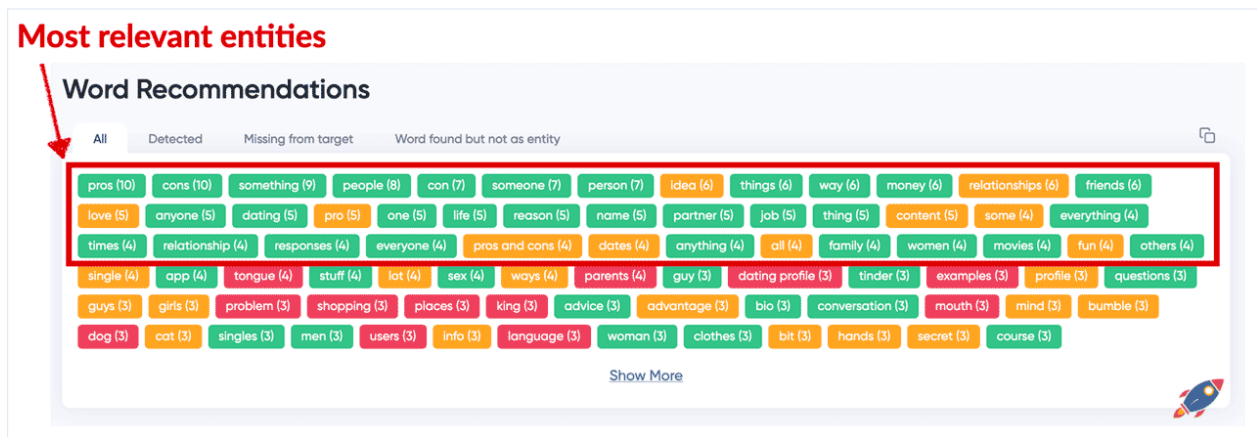 Most relevant entities
Word Recommendations
All Detected Missing from target Word found but not as entity
pros (10) cons (10) something (9) people (8) con (7) someone (7) person (7) idea (6) things (6) way (6) money (6) relationships (6) friends (6)
love (5) anyone (5) dating (5) pro (5) one (5) life (5) reason (5) name (5) partner (5) job (5) thing (5) content (5) some (4) everything (4)
times (4) relationship (4) responses (4) everyone (4) pros and cons (4) dates (4) anything (4) all (4) family (4) women (4) movies (4) fun (4) others (4)
single (4) app (4) tongue (4) stuff (4) lot (4) sex (4) ways (4) parents (4) guy (3) dating profile (3) tinder (3) examples (3) profile (3) questions (3)
guys (3) girls (3) problem (3) shopping (3) places (3) king (3) advice (3) advantage (3) bio (3) conversation (3) mouth (3) mind (3) bumble (3)
dog (3) cat (3) singles (3) men (3) users (3) info (3) language (3) woman (3) clothes (3) bit (3) hands (3) secret (3) course (3)
Show More